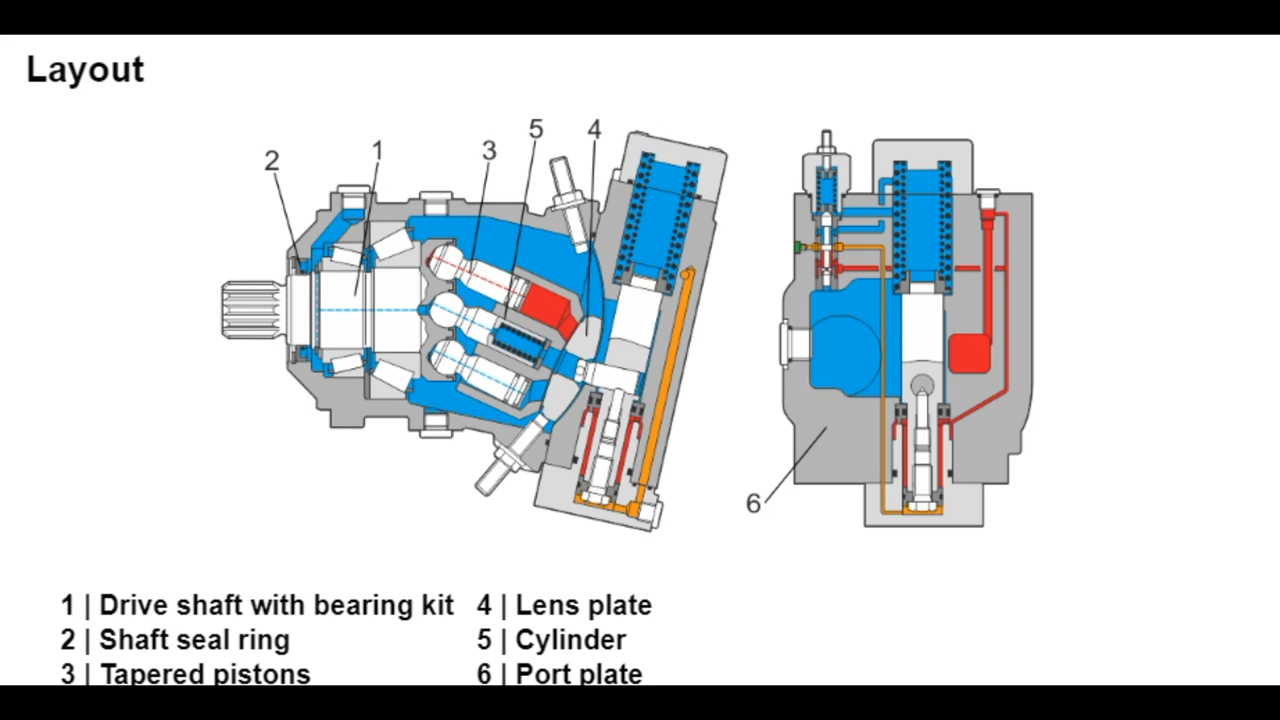 Layout
5
4
1
3
2
6
1 | Drive shaft with bearing kit
2 | Shaft seal ring
3 | Tapered pistons
4 | Lens plate
5 | Cylinder
6 | Port plate